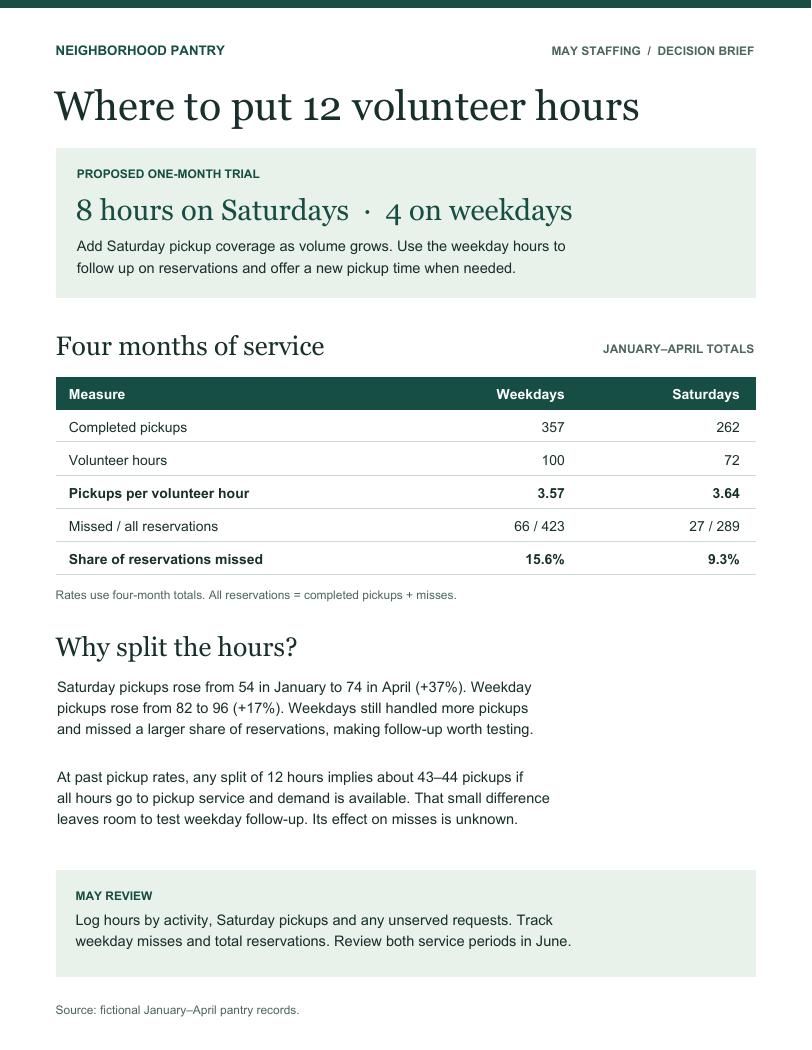 NEIGHBORHOOD PANTRY
MAY STAFFING / DECISION BRIEF
Where to put 12 volunteer hours
PROPOSED ONE-MONTH TRIAL
8 hours on Saturdays · 4 on weekdays
Add Saturday pickup coverage as volume grows. Use the weekday hours to
follow up on reservations and offer a new pickup time when needed.
Four months of service
JANUARY–APRIL TOTALS
Measure Weekdays Saturdays
Completed pickups 357 262
Volunteer hours 100 72
Pickups per volunteer hour 3.57 3.64
Missed / all reservations 66 / 423 27 / 289
Share of reservations missed 15.6% 9.3%
Rates use four-month totals. All reservations = completed pickups + misses.
Why split the hours?
Saturday pickups rose from 54 in January to 74 in April (+37%). Weekday
pickups rose from 82 to 96 (+17%). Weekdays still handled more pickups
and missed a larger share of reservations, making follow-up worth testing.
At past pickup rates, any split of 12 hours implies about 43–44 pickups if
all hours go to pickup service and demand is available. That small difference
leaves room to test weekday follow-up. Its effect on misses is unknown.
MAY REVIEW
Log hours by activity, Saturday pickups and any unserved requests. Track
weekday misses and total reservations. Review both service periods in June.
Source: fictional January–April pantry records.